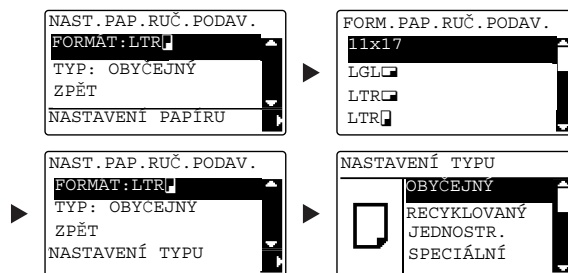 NAST.PAP.RUČ.PODAV.
FORMÁT:LTR
TYP: OBYČEJNÝ
ZPĚT
NASTAVENÍ PAPÍRU
FORM.PAP.RUČ.PODAV.
11x17
LGL
LTR
LTR
NAST.PAP.RUČ.PODAV.
FORMÁT:LTR
TYP: OBYČEJNÝ
ZPĚT
NASTAVENÍ TYPU
NASTAVENÍ TYPU
OBYČEJNÝ
RECYKLOVANÝ
JEDNOSTR.
SPECIÁLNÍ